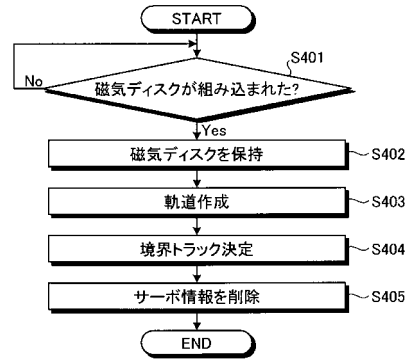 START
S401
No
磁気ディスクが組み込まれた?
Yes
磁気ディスクを保持
S402
軌道作成
S403
境界トラック決定
S404
サーボ情報を削除
S405
END